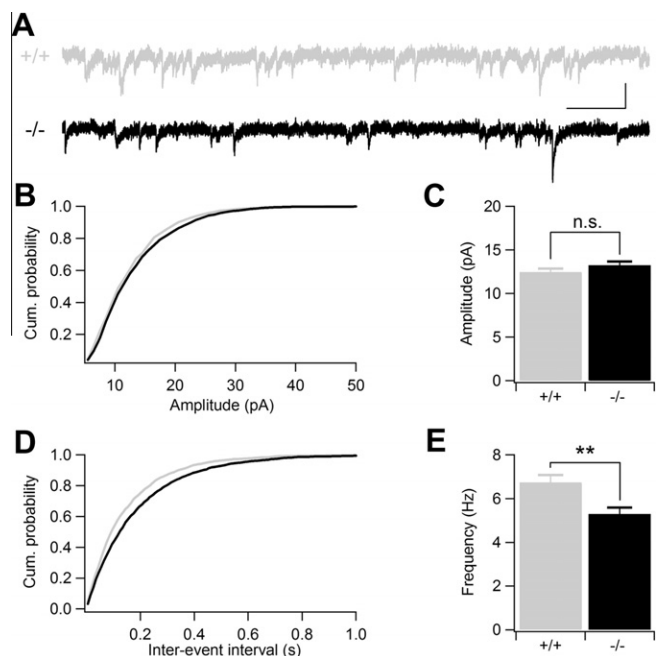 A
+/+
-/-
B
Cum. probability
1.0
0.8
0.6
0.4
0.2
10 20 30 40 50
Amplitude (pA)
C
Amplitude (pA)
20
15
10
5
0
n.s.
+/+ -/-
D
Cum. probability
1.0
0.8
0.6
0.4
0.2
0.0
0.2 0.4 0.6 0.8 1.0
Inter-event interval (s)
E
Frequency (Hz)
8
6
4
2
0
**
+/+ -/-